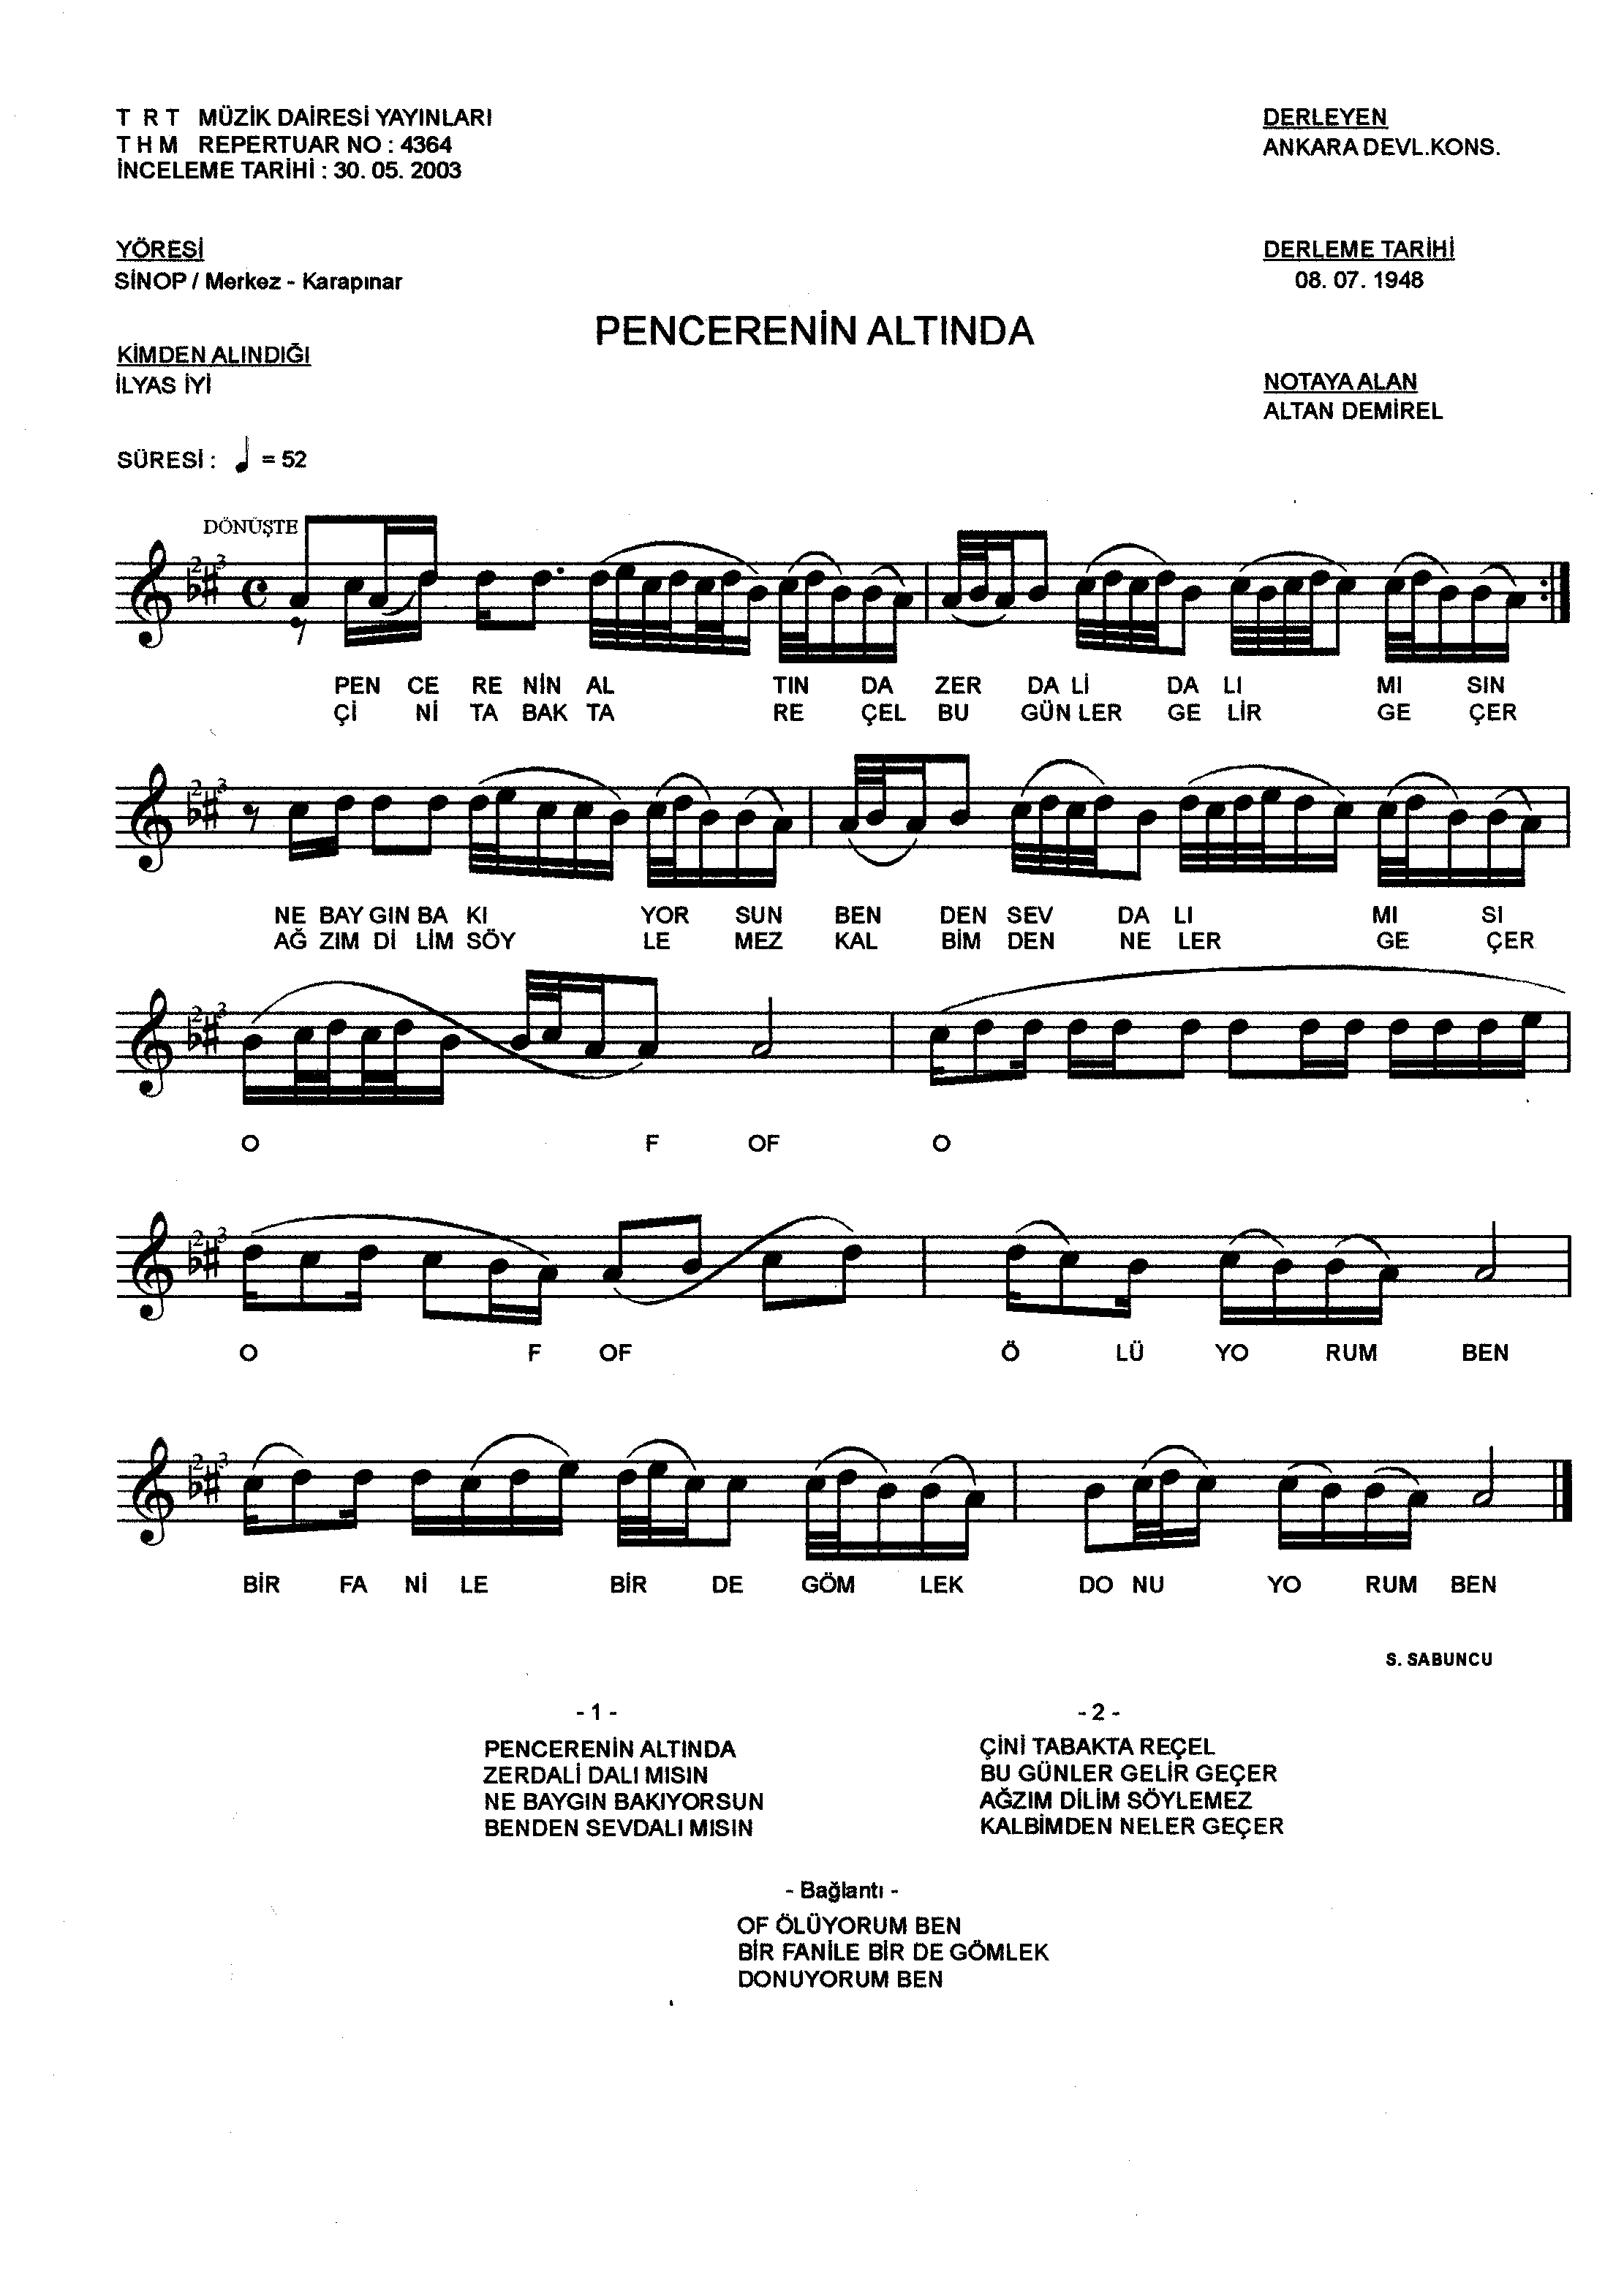 T R T MÜZİK DAİRESİ YAYINLARI
T H M REPERTUAR NO : 4364
İNCELEME TARİHİ : 30. 05. 2003
DERLEYEN
ANKARA DEVL.KONS.
YÖRESİ
SİNOP / Merkez - Karapınar
DERLEME TARİHİ
08. 07. 1948
PENCERENİN ALTINDA
KİMDEN ALINDIĞI
İLYAS İYİ
NOTAYA ALAN
ALTAN DEMİREL
SÜRESİ : = 52
DÖNÜŞTE
PEN CE RE NİN AL TIN DA ZER DA Lİ DA LI MI SIN
Çİ Nİ TA BAK TA RE ÇEL BU GÜN LER GE LİR GE ÇER
NE BAY GIN BA KI YOR SUN BEN DEN SEV DA LI MI SI
AĞ ZIM Dİ LİM SÖY LE MEZ KAL BİM DEN NE LER GE ÇER
O F OF O
O F OF Ö LÜ YO RUM BEN
BİR FA Nİ LE BİR DE GÖM LEK DO NU YO RUM BEN
S. SABUNCU
- 1 -
PENCERENİN ALTINDA
ZERDALİ DALI MISIN
NE BAYGIN BAKIYORSUN
BENDEN SEVDALI MISIN
- 2 -
ÇİNİ TABAKTA REÇEL
BU GÜNLER GELİR GEÇER
AĞZIM DİLİM SÖYLEMEZ
KALBİMDEN NELER GEÇER
- Bağlantı -
OF ÖLÜYORUM BEN
BİR FANİLE BİR DE GÖMLEK
DONUYORUM BEN